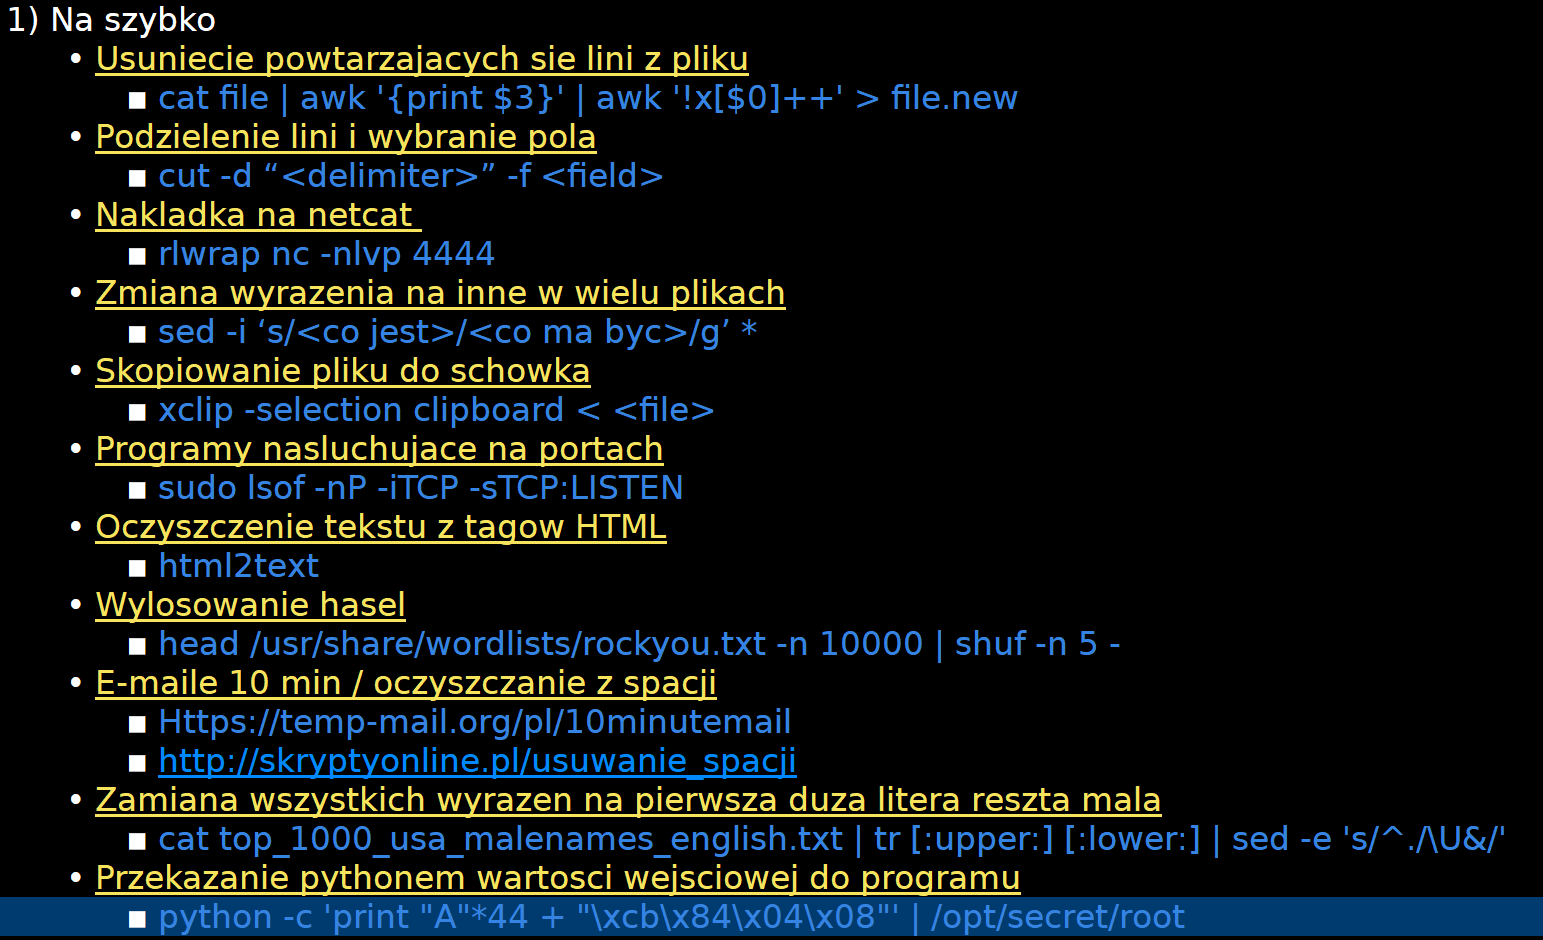 1) Na szybko
• Usuniecie powtarzajacych sie lini z pliku
■ cat file | awk '{print $3}' | awk '!x[$0]++' > file.new
• Podzielenie lini i wybranie pola
■ cut -d “<delimiter>” -f <field>
• Nakladka na netcat
■ rlwrap nc -nlvp 4444
• Zmiana wyrazenia na inne w wielu plikach
■ sed -i ‘s/<co jest>/<co ma byc>/g’ *
• Skopiowanie pliku do schowka
■ xclip -selection clipboard < <file>
• Programy nasluchujace na portach
■ sudo lsof -nP -iTCP -sTCP:LISTEN
• Oczyszczenie tekstu z tagow HTML
■ html2text
• Wylosowanie hasel
■ head /usr/share/wordlists/rockyou.txt -n 10000 | shuf -n 5 -
• E-maile 10 min / oczyszczanie z spacji
■ Https://temp-mail.org/pl/10minutemail
■ http://skryptyonline.pl/usuwanie_spacji
• Zamiana wszystkich wyrazen na pierwsza duza litera reszta mala
■ cat top_1000_usa_malenames_english.txt | tr [:upper:] [:lower:] | sed -e 's/^./\U&/'
• Przekazanie pythonem wartosci wejsciowej do programu
■ python -c 'print "A"*44 + "\xcb\x84\x04\x08"' | /opt/secret/root